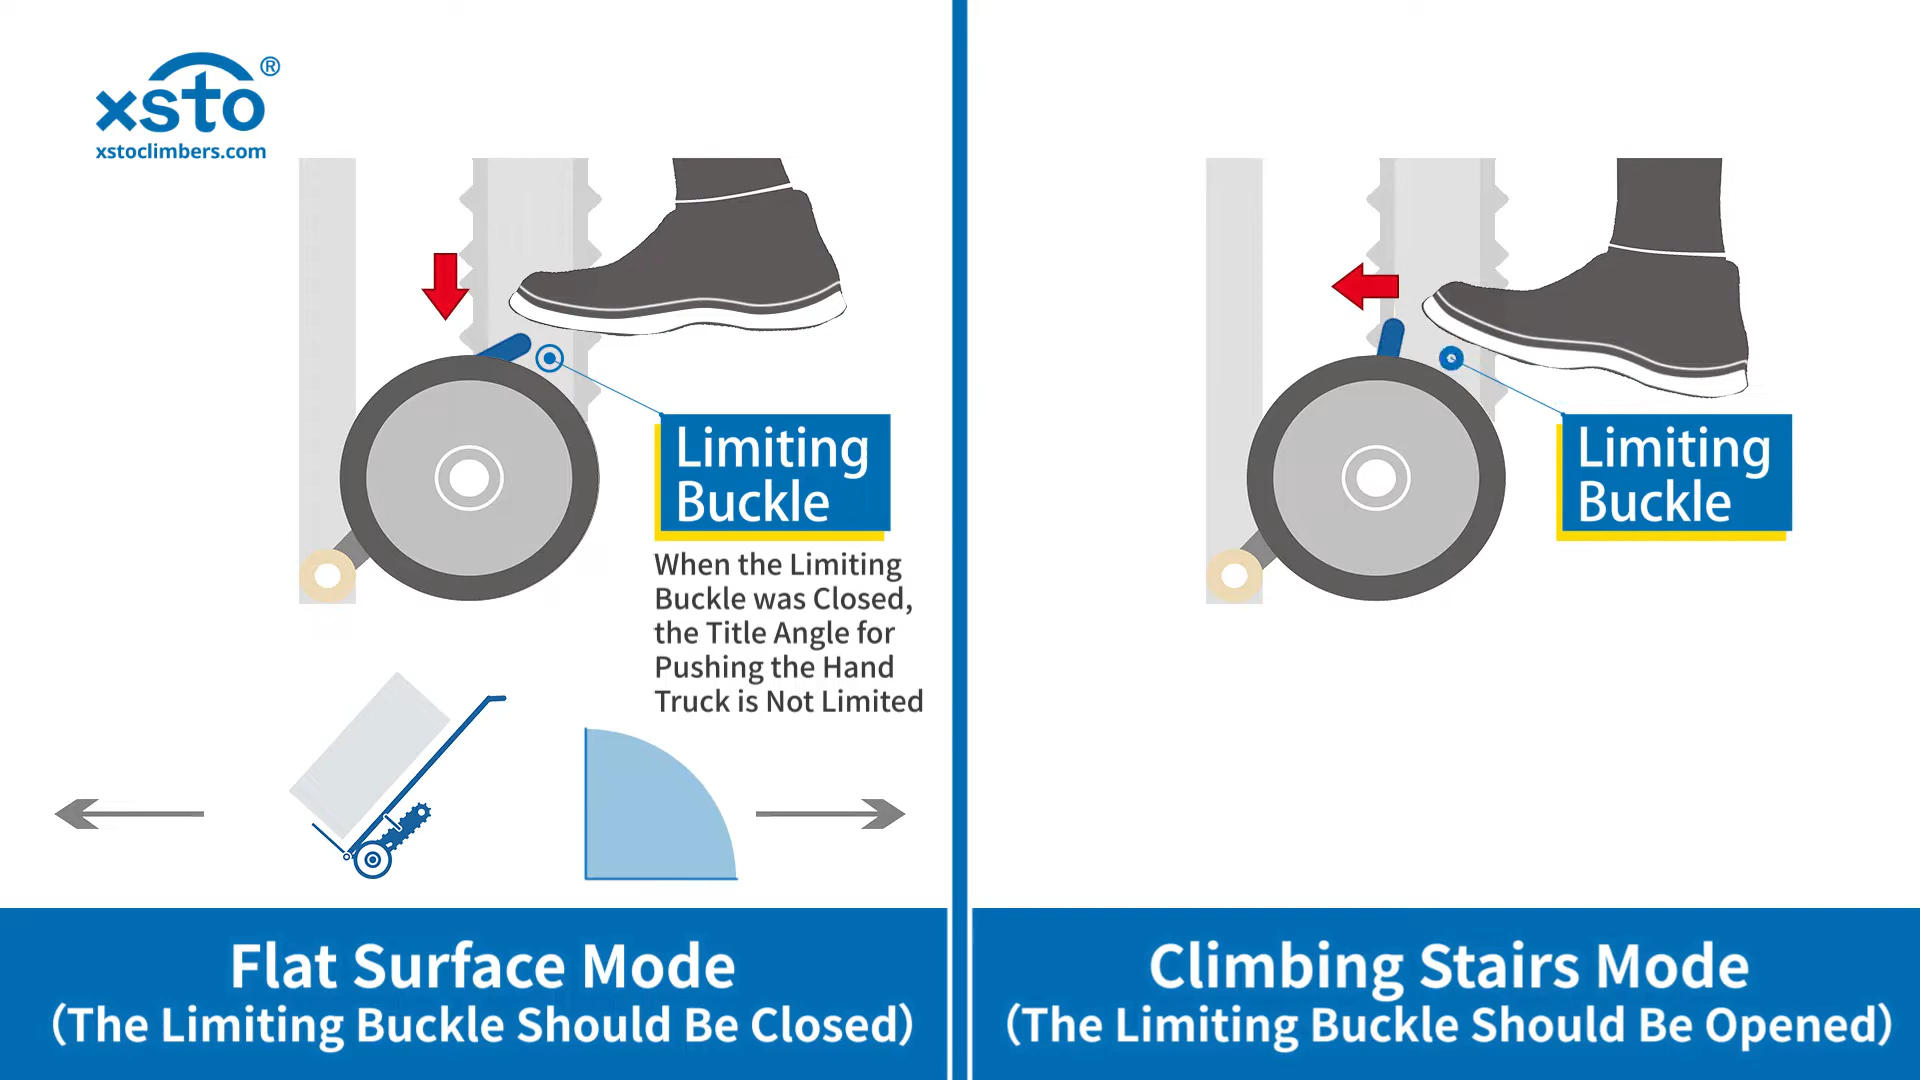 xsto®
xstoclimbers.com
Limiting
Buckle
When the Limiting
Buckle was Closed,
the Title Angle for
Pushing the Hand
Truck is Not Limited
Flat Surface Mode
(The Limiting Buckle Should Be Closed)
Limiting
Buckle
Climbing Stairs Mode
(The Limiting Buckle Should Be Opened)